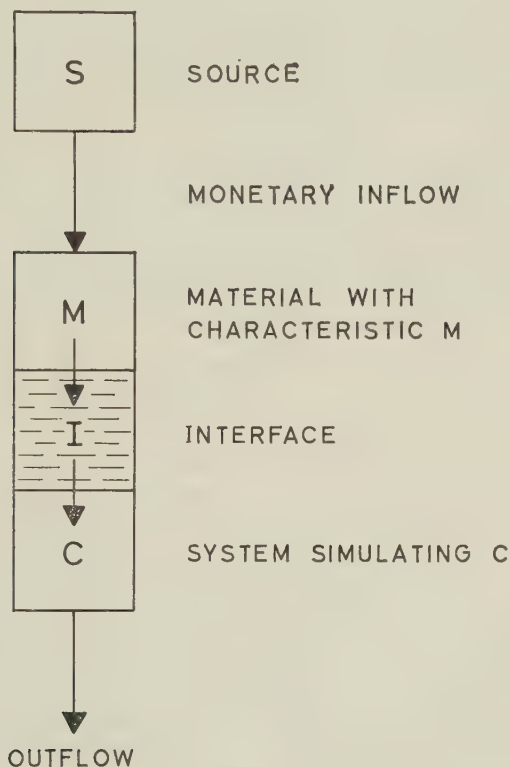 S SOURCE
MONETARY INFLOW
M MATERIAL WITH
CHARACTERISTIC M
I INTERFACE
C SYSTEM SIMULATING C
OUTFLOW